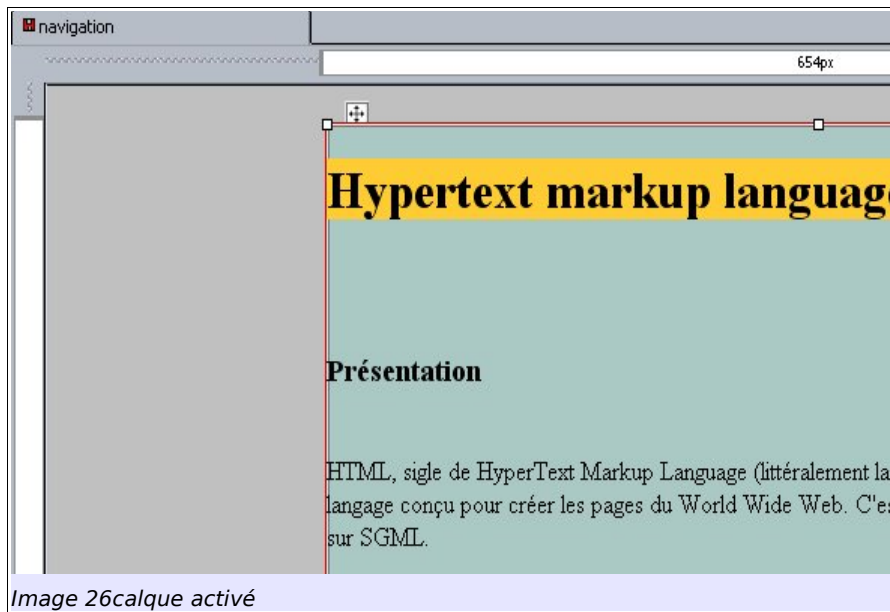 navigation
654px
Hypertext markup language
Présentation
HTML, sigle de HyperText Markup Language (littéralement la
langage conçu pour créer les pages du World Wide Web. C'es
sur SGML.
Image 26calque activé